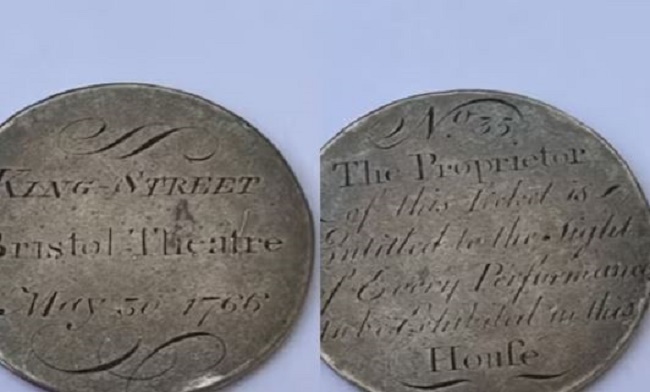 KING-STREET
Bristol Theatre
May 30 1766
No. 35
The Proprietor
of this Ticket is
Intitled to the Sight
of Every Performance
to be Exhibited in this
Houſe